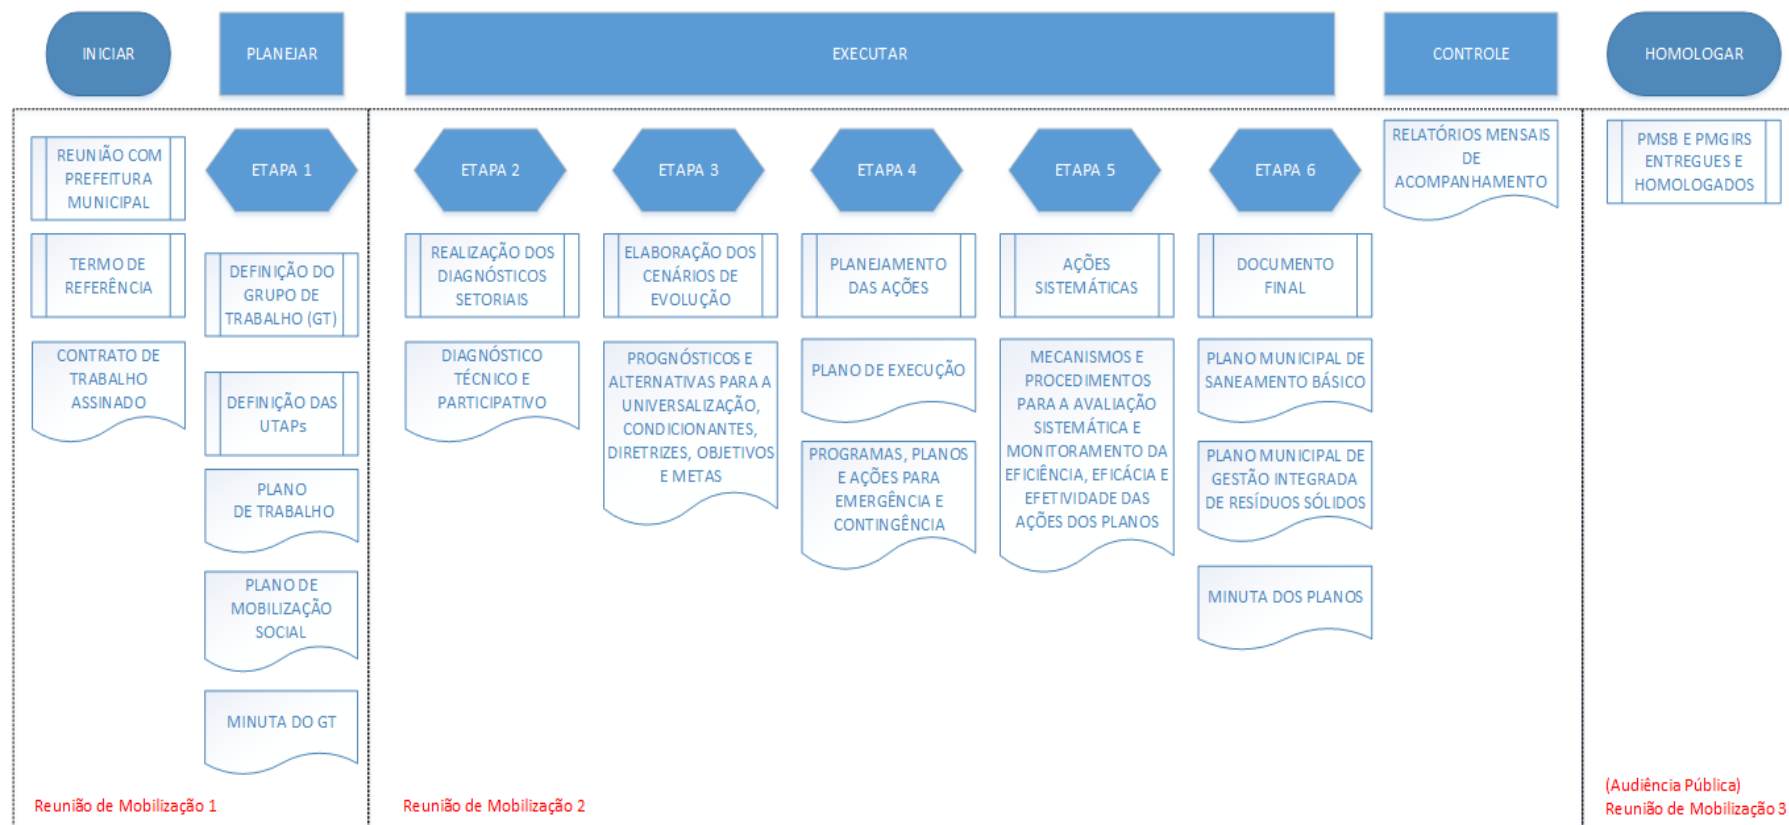 INICIAR
PLANEJAR
EXECUTAR
CONTROLE
HOMOLOGAR
REUNIÃO COM
PREFEITURA
MUNICIPAL
TERMO DE
REFERÊNCIA
CONTRATO DE
TRABALHO
ASSINADO
ETAPA 1
DEFINIÇÃO DO
GRUPO DE
TRABALHO (GT)
DEFINIÇÃO DAS
UTAPs
PLANO
DE TRABALHO
PLANO DE
MOBILIZAÇÃO
SOCIAL
MINUTA DO GT
Reunião de Mobilização 1
ETAPA 2
REALIZAÇÃO DOS
DIAGNÓSTICOS
SETORIAIS
DIAGNÓSTICO
TÉCNICO E
PARTICIPATIVO
ETAPA 3
ELABORAÇÃO DOS
CENÁRIOS DE
EVOLUÇÃO
PROGNÓSTICOS E
ALTERNATIVAS PARA A
UNIVERSALIZAÇÃO,
CONDICIONANTES,
DIRETRIZES, OBJETIVOS
E METAS
ETAPA 4
PLANEJAMENTO
DAS AÇÕES
PLANO DE EXECUÇÃO
PROGRAMAS, PLANOS
E AÇÕES PARA
EMERGÊNCIA E
CONTINGÊNCIA
ETAPA 5
AÇÕES
SISTEMÁTICAS
MECANISMOS E
PROCEDIMENTOS
PARA A AVALIAÇÃO
SISTEMÁTICA E
MONITORAMENTO DA
EFICIÊNCIA, EFICÁCIA E
EFETIVIDADE DAS
AÇÕES DOS PLANOS
ETAPA 6
DOCUMENTO
FINAL
PLANO MUNICIPAL DE
SANEAMENTO BÁSICO
PLANO MUNICIPAL DE
GESTÃO INTEGRADA
DE RESÍDUOS SÓLIDOS
MINUTA DOS PLANOS
RELATÓRIOS MENSAIS
DE
ACOMPANHAMENTO
Reunião de Mobilização 2
PMSB E PMGIRS
ENTREGUES E
HOMOLOGADOS
(Audiência Pública)
Reunião de Mobilização 3